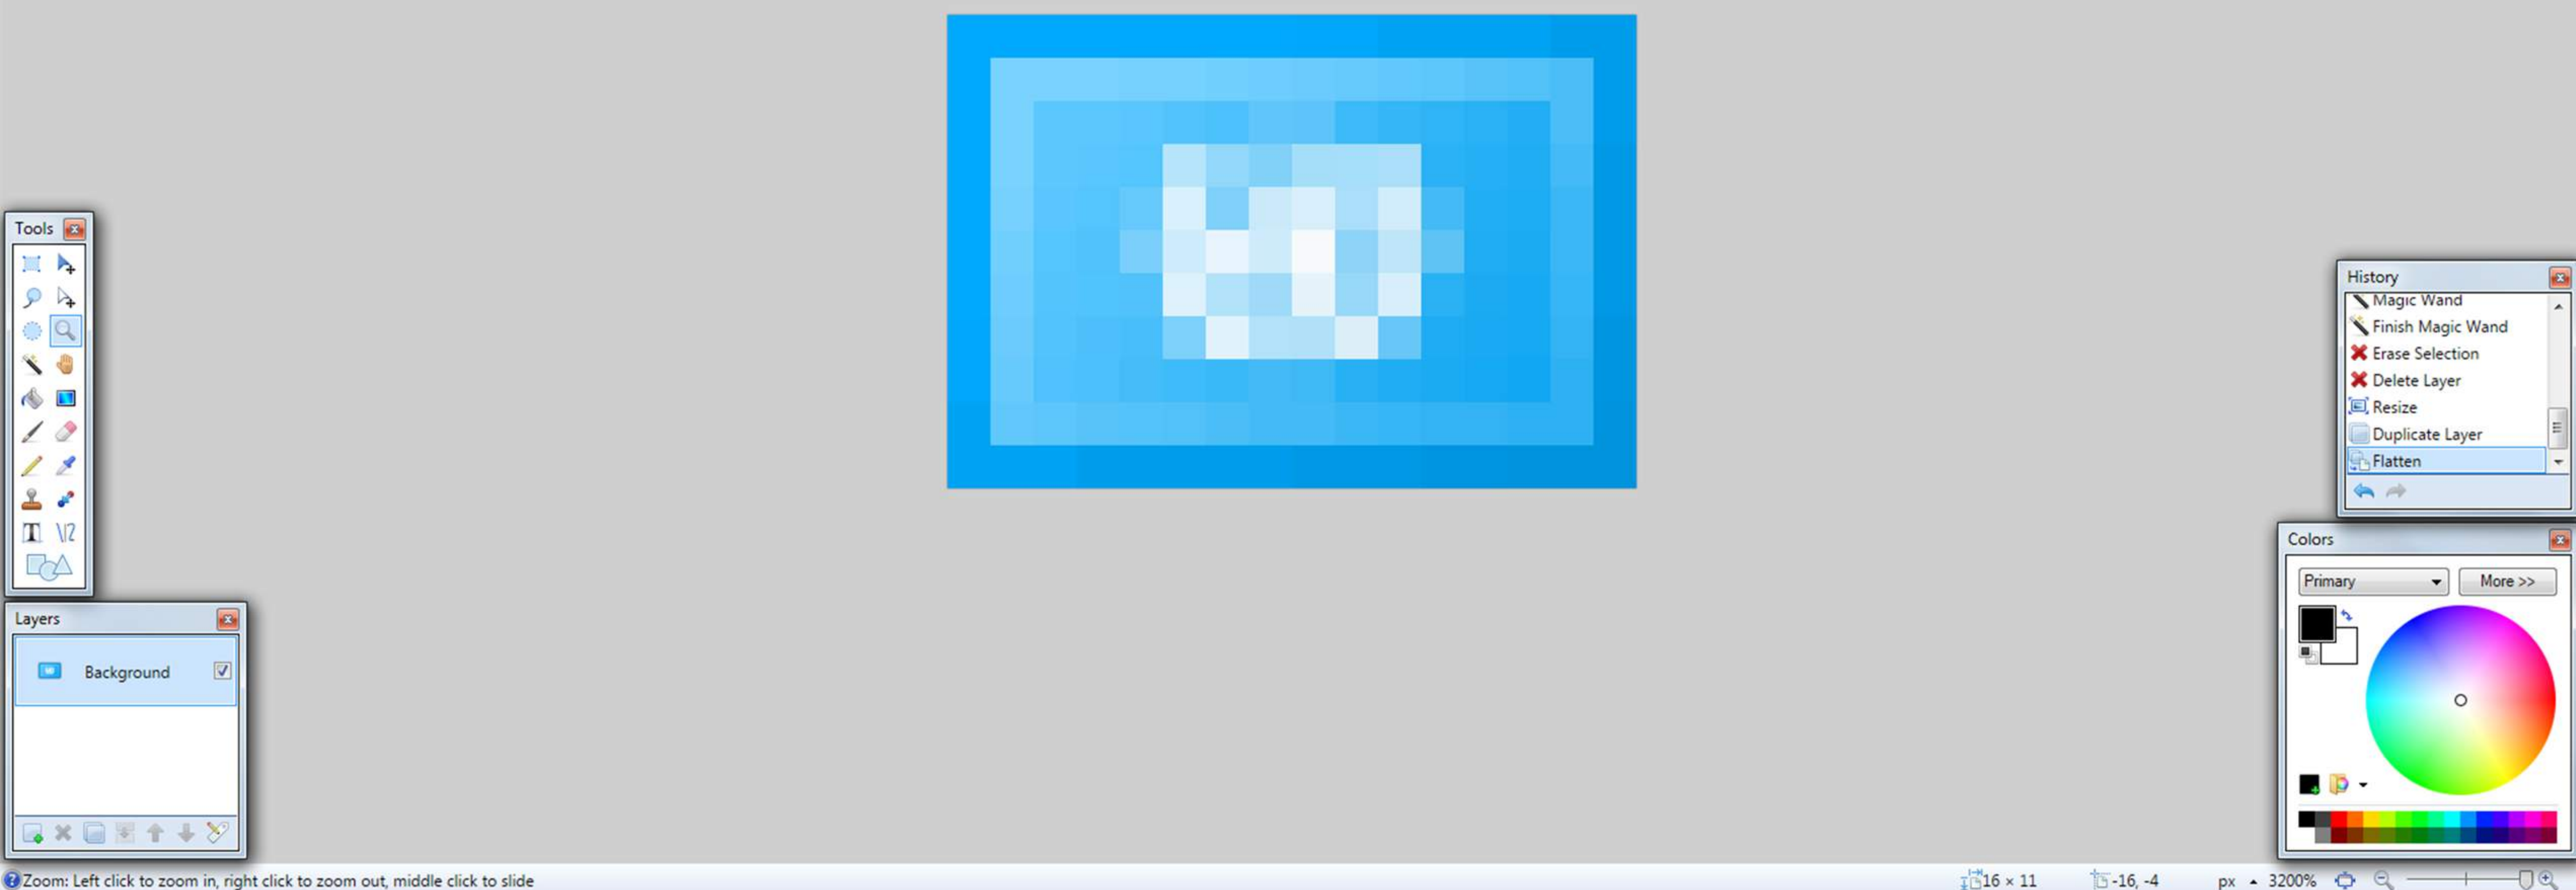 Tools
Layers
Background
History
Magic Wand
Finish Magic Wand
Erase Selection
Delete Layer
Resize
Duplicate Layer
Flatten
Colors
Primary
More >>
Zoom: Left click to zoom in, right click to zoom out, middle click to slide
16 × 11
-16, -4
px
3200%